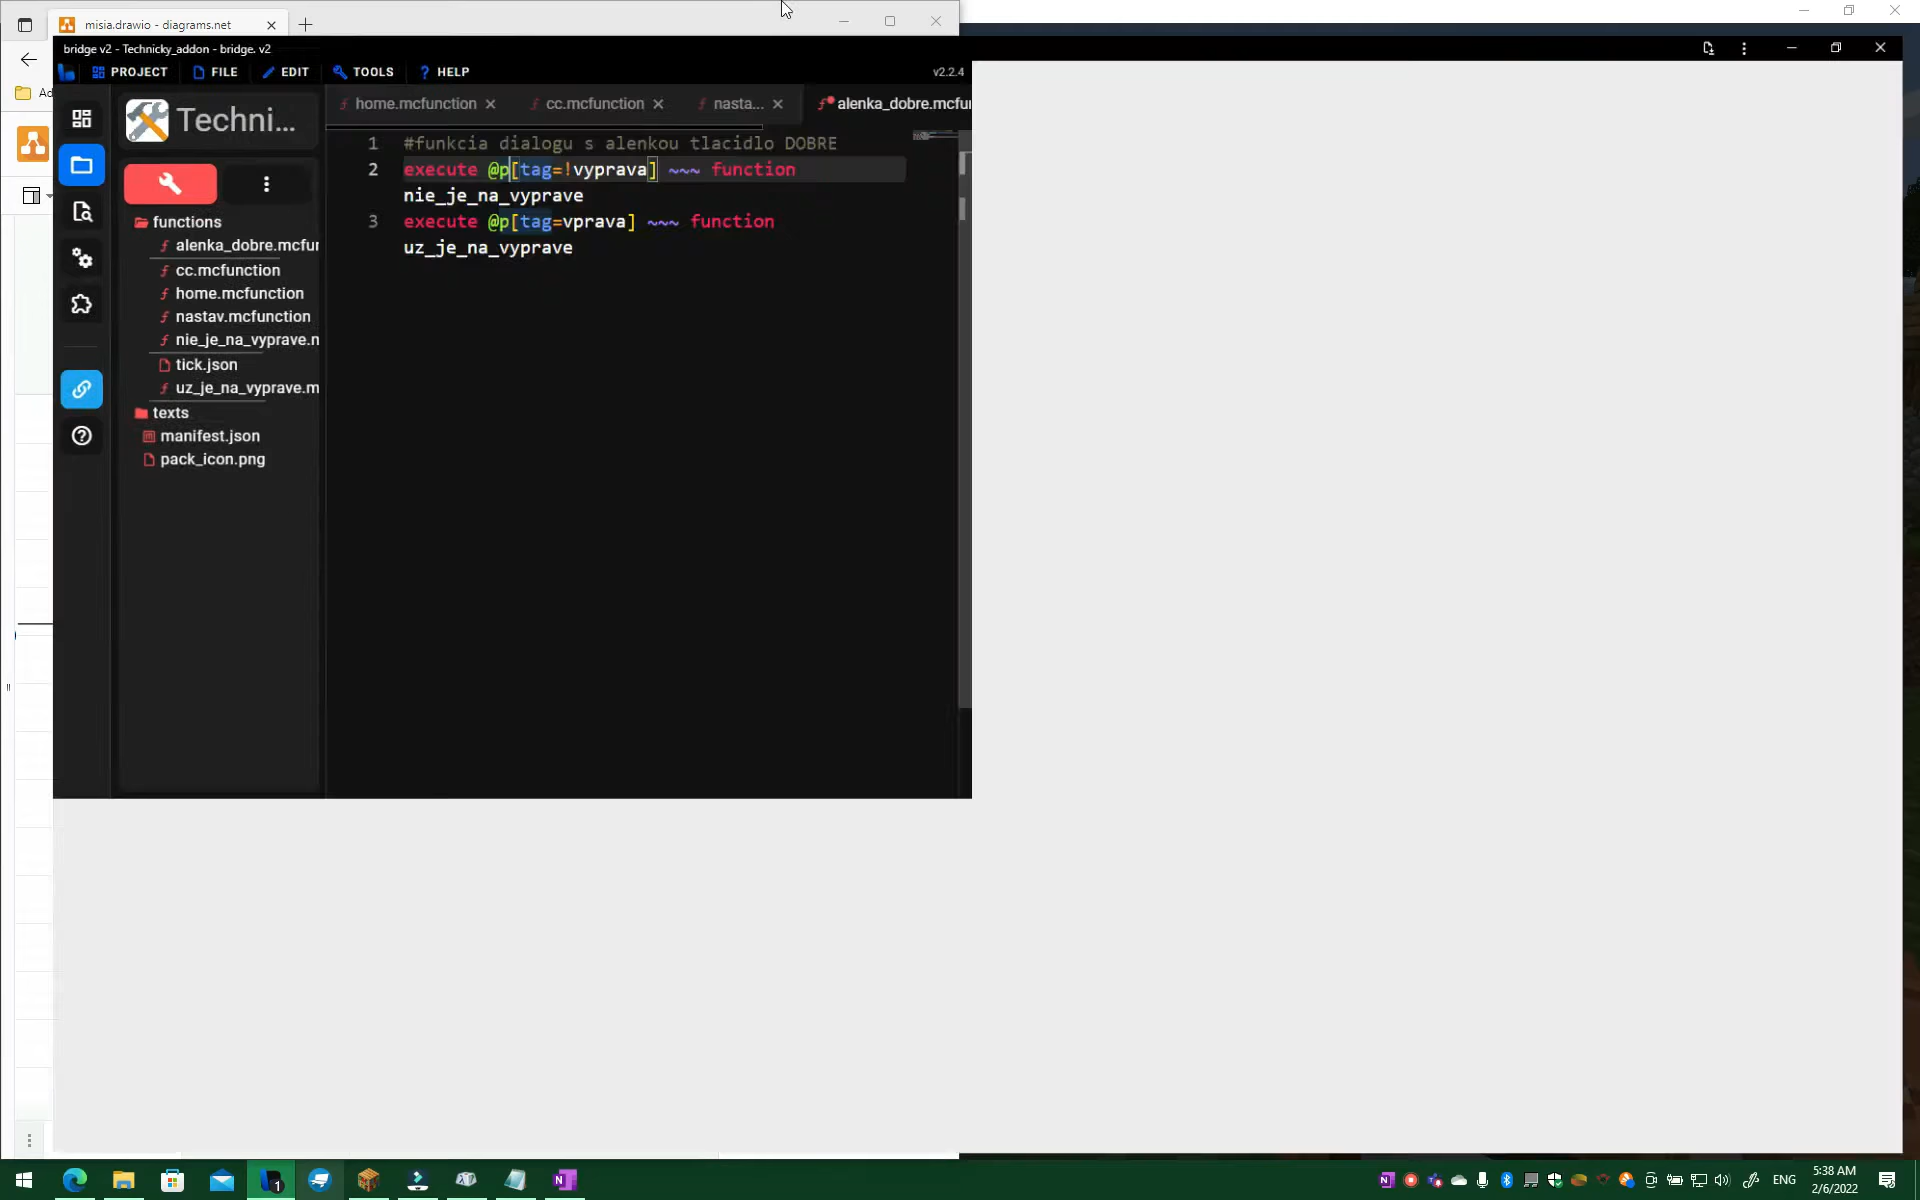 misia.drawio - diagrams.net
bridge v2 - Technicky_addon - bridge. v2
PROJECT FILE EDIT TOOLS HELP
v2.2.4
Ad
Techni...
home.mcfunction
cc.mcfunction
nasta...
alenka_dobre.mcfu
1 #funkcia dialogu s alenkou tlacidlo DOBRE
2 execute @p[tag=!vyprava] ~~~ function
nie_je_na_vyprave
3 execute @p[tag=vprava] ~~~ function
uz_je_na_vyprave
functions
alenka_dobre.mcfur
cc.mcfunction
home.mcfunction
nastav.mcfunction
nie_je_na_vyprave.n
tick.json
uz_je_na_vyprave.m
texts
manifest.json
pack_icon.png
1
ENG
5:38 AM
2/6/2022